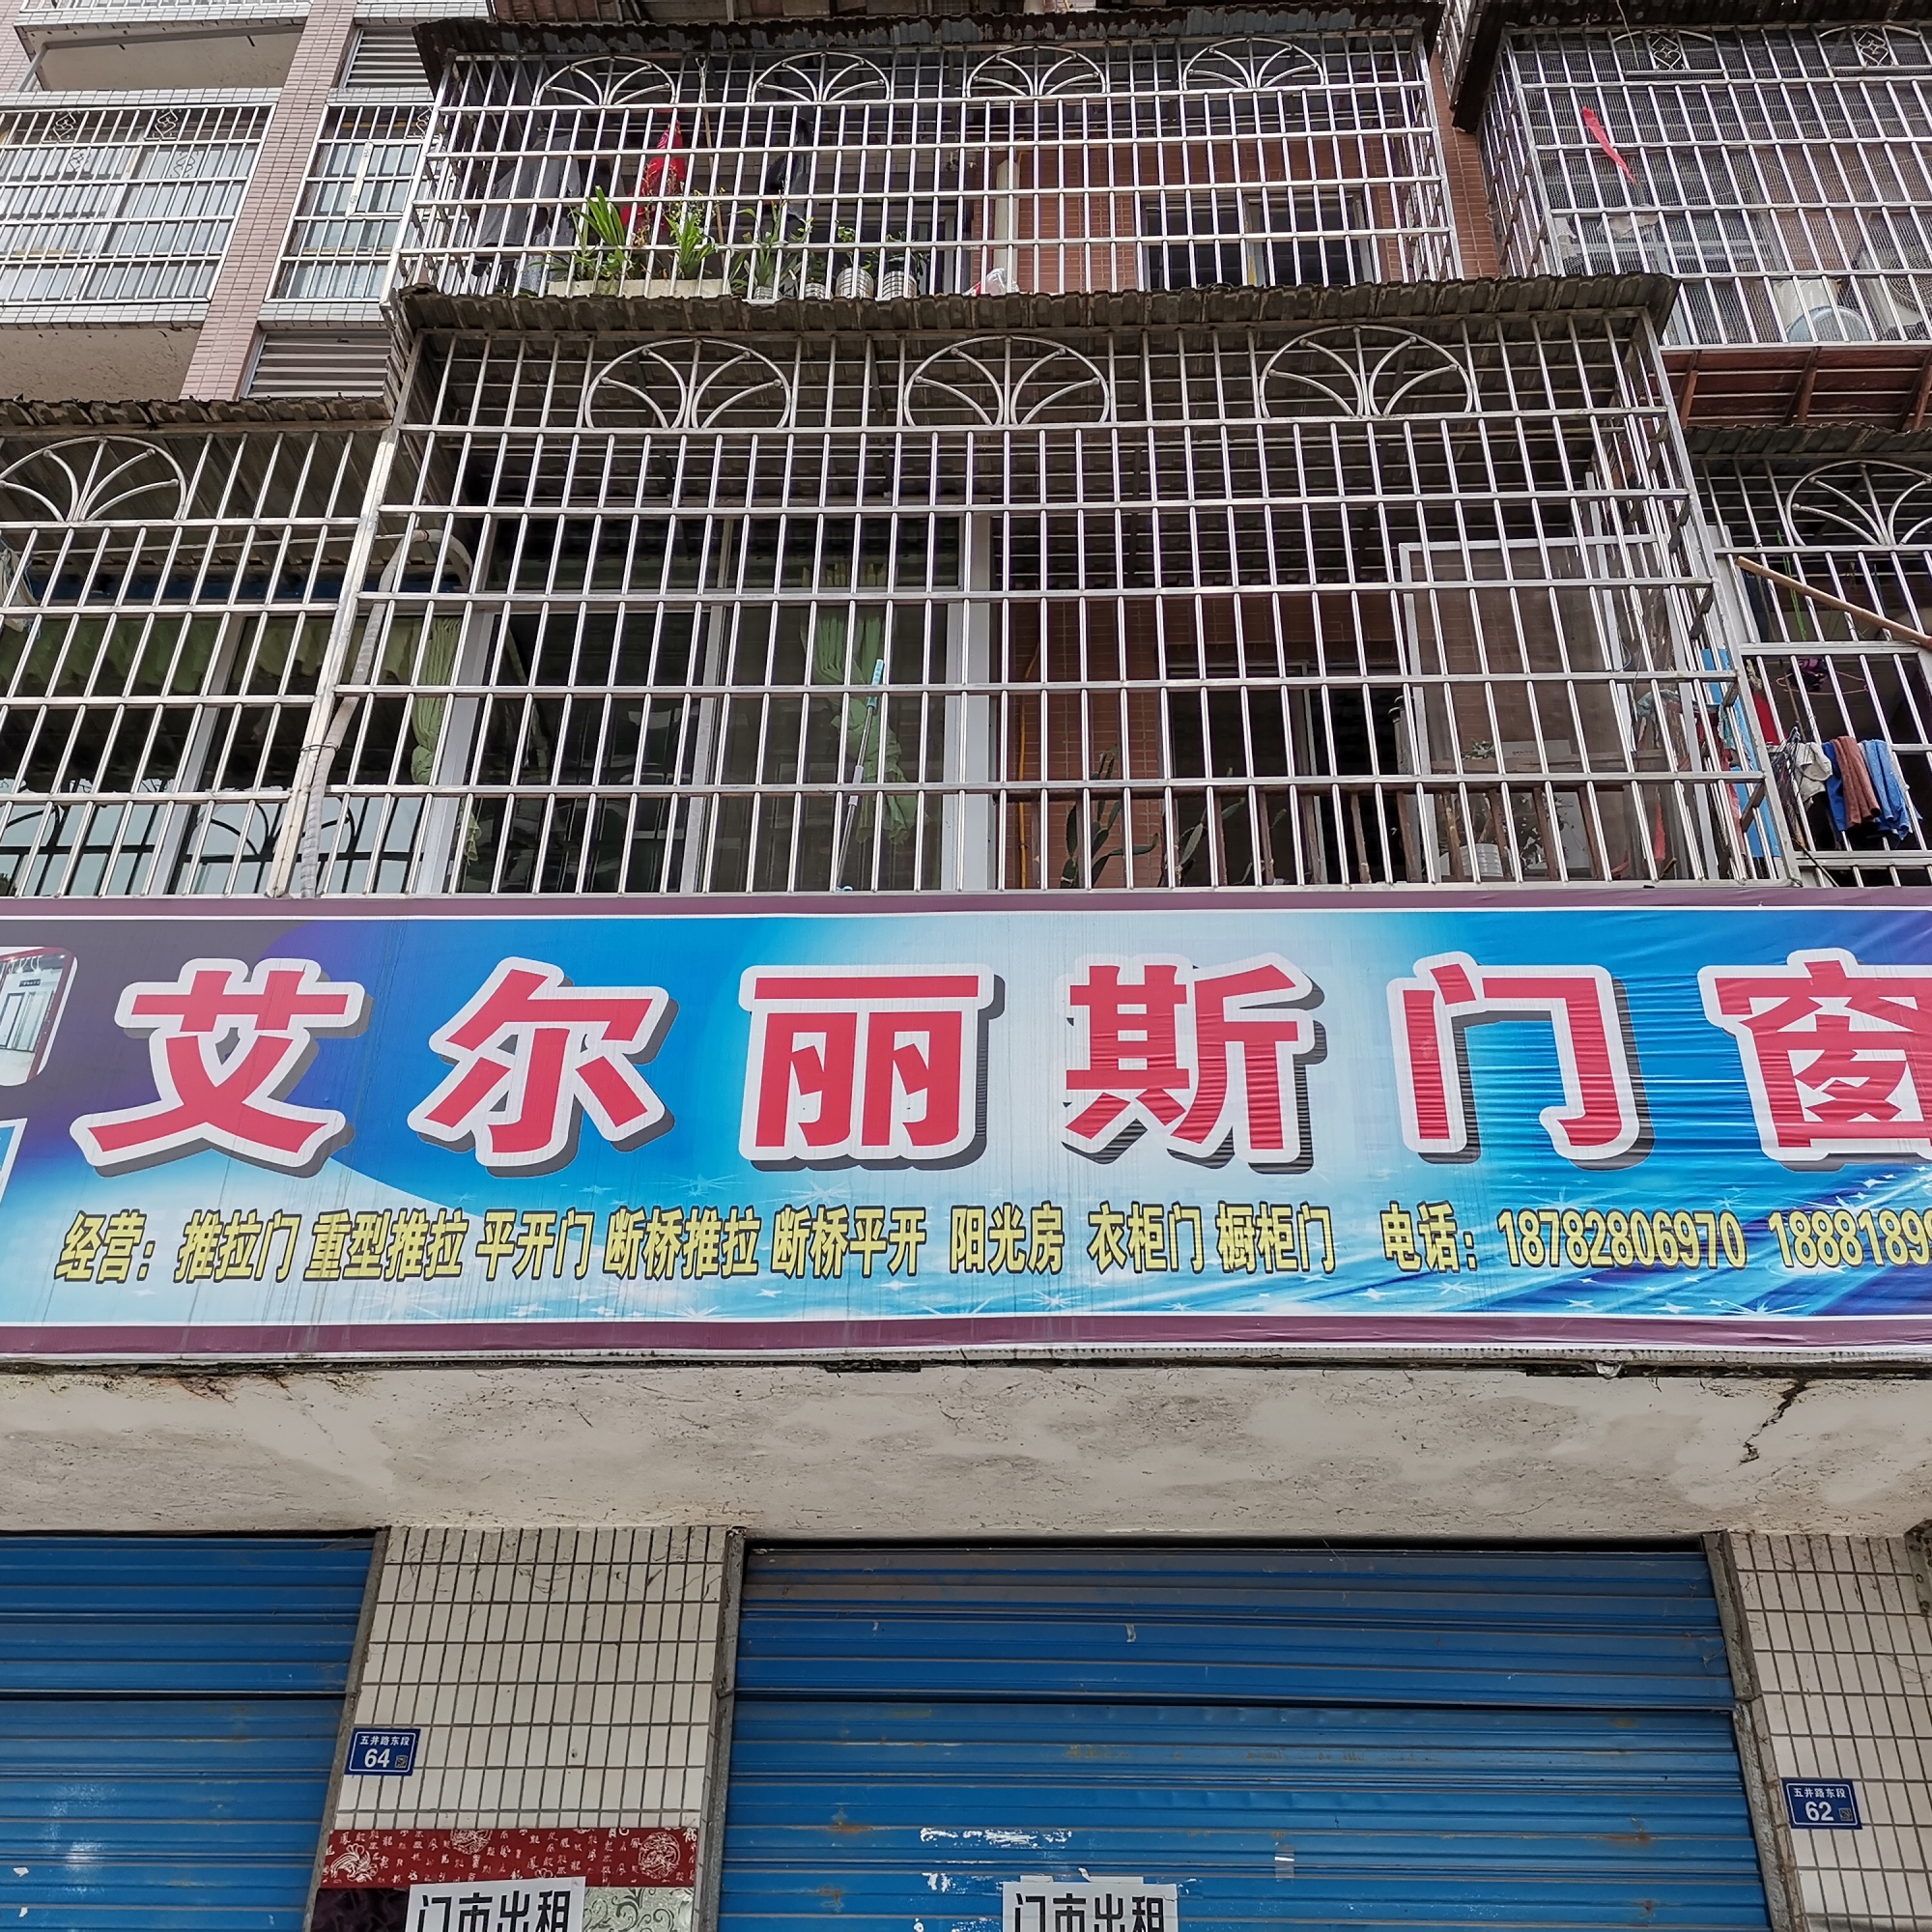 艾尔丽斯门窗
经营：推拉门 重型推拉 平开门 断桥推拉 断桥平开 阳光房 衣柜门 橱柜门 电话：18782806970 1888189
五井路东段
64
五井路东段
62
门市出租
门市出租